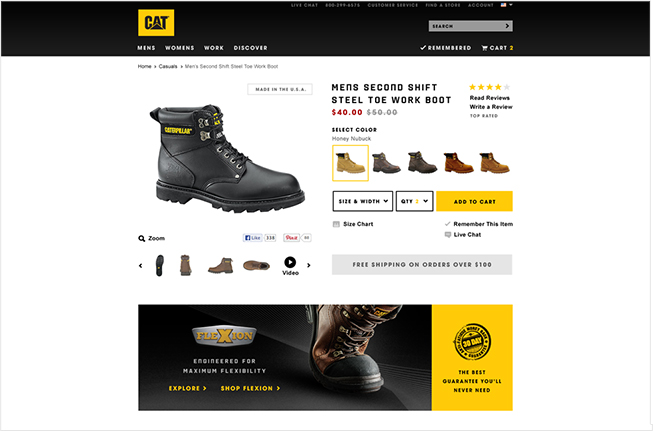 LIVE CHAT 800-299-6575 CUSTOMER SERVICE FIND A STORE ACCOUNT
CAT
SEARCH
MENS WOMENS WORK DISCOVER
REMEMBERED CART 2
Home » Casuals » Men's Second Shift Steel Toe Work Boot
MADE IN THE U.S.A.
MENS SECOND SHIFT
STEEL TOE WORK BOOT
$40.00 $50.00
Read Reviews
Write a Review
TOP RATED
CATERPILLAR
SELECT COLOR
Honey Nubuck
SIZE & WIDTH
QTY 2
ADD TO CART
Size Chart
Remember This Item
Live Chat
Zoom
Like 338
Pin it
Video
FREE SHIPPING ON ORDERS OVER $100
FLEXION
ENGINEERED FOR
MAXIMUM FLEXIBILITY
EXPLORE > SHOP FLEXION >
30 DAY
THE BEST
GUARANTEE YOU'LL
NEVER NEED